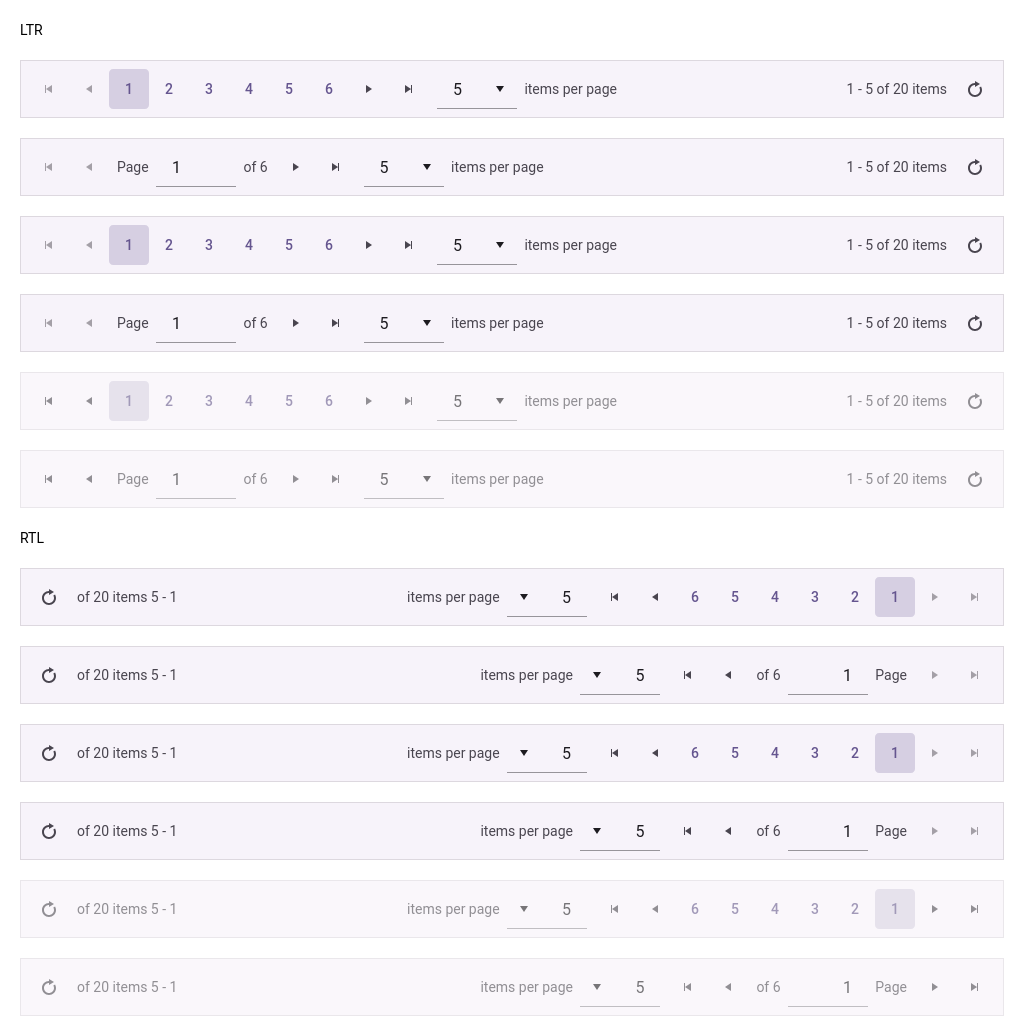 LTR
1 2 3 4 5 6 5 items per page 1 - 5 of 20 items
Page 1 of 6 5 items per page 1 - 5 of 20 items
1 2 3 4 5 6 5 items per page 1 - 5 of 20 items
Page 1 of 6 5 items per page 1 - 5 of 20 items
1 2 3 4 5 6 5 items per page 1 - 5 of 20 items
Page 1 of 6 5 items per page 1 - 5 of 20 items
RTL
of 20 items 5 - 1 items per page 5 6 5 4 3 2 1
of 20 items 5 - 1 items per page 5 of 6 1 Page
of 20 items 5 - 1 items per page 5 6 5 4 3 2 1
of 20 items 5 - 1 items per page 5 of 6 1 Page
of 20 items 5 - 1 items per page 5 6 5 4 3 2 1
of 20 items 5 - 1 items per page 5 of 6 1 Page